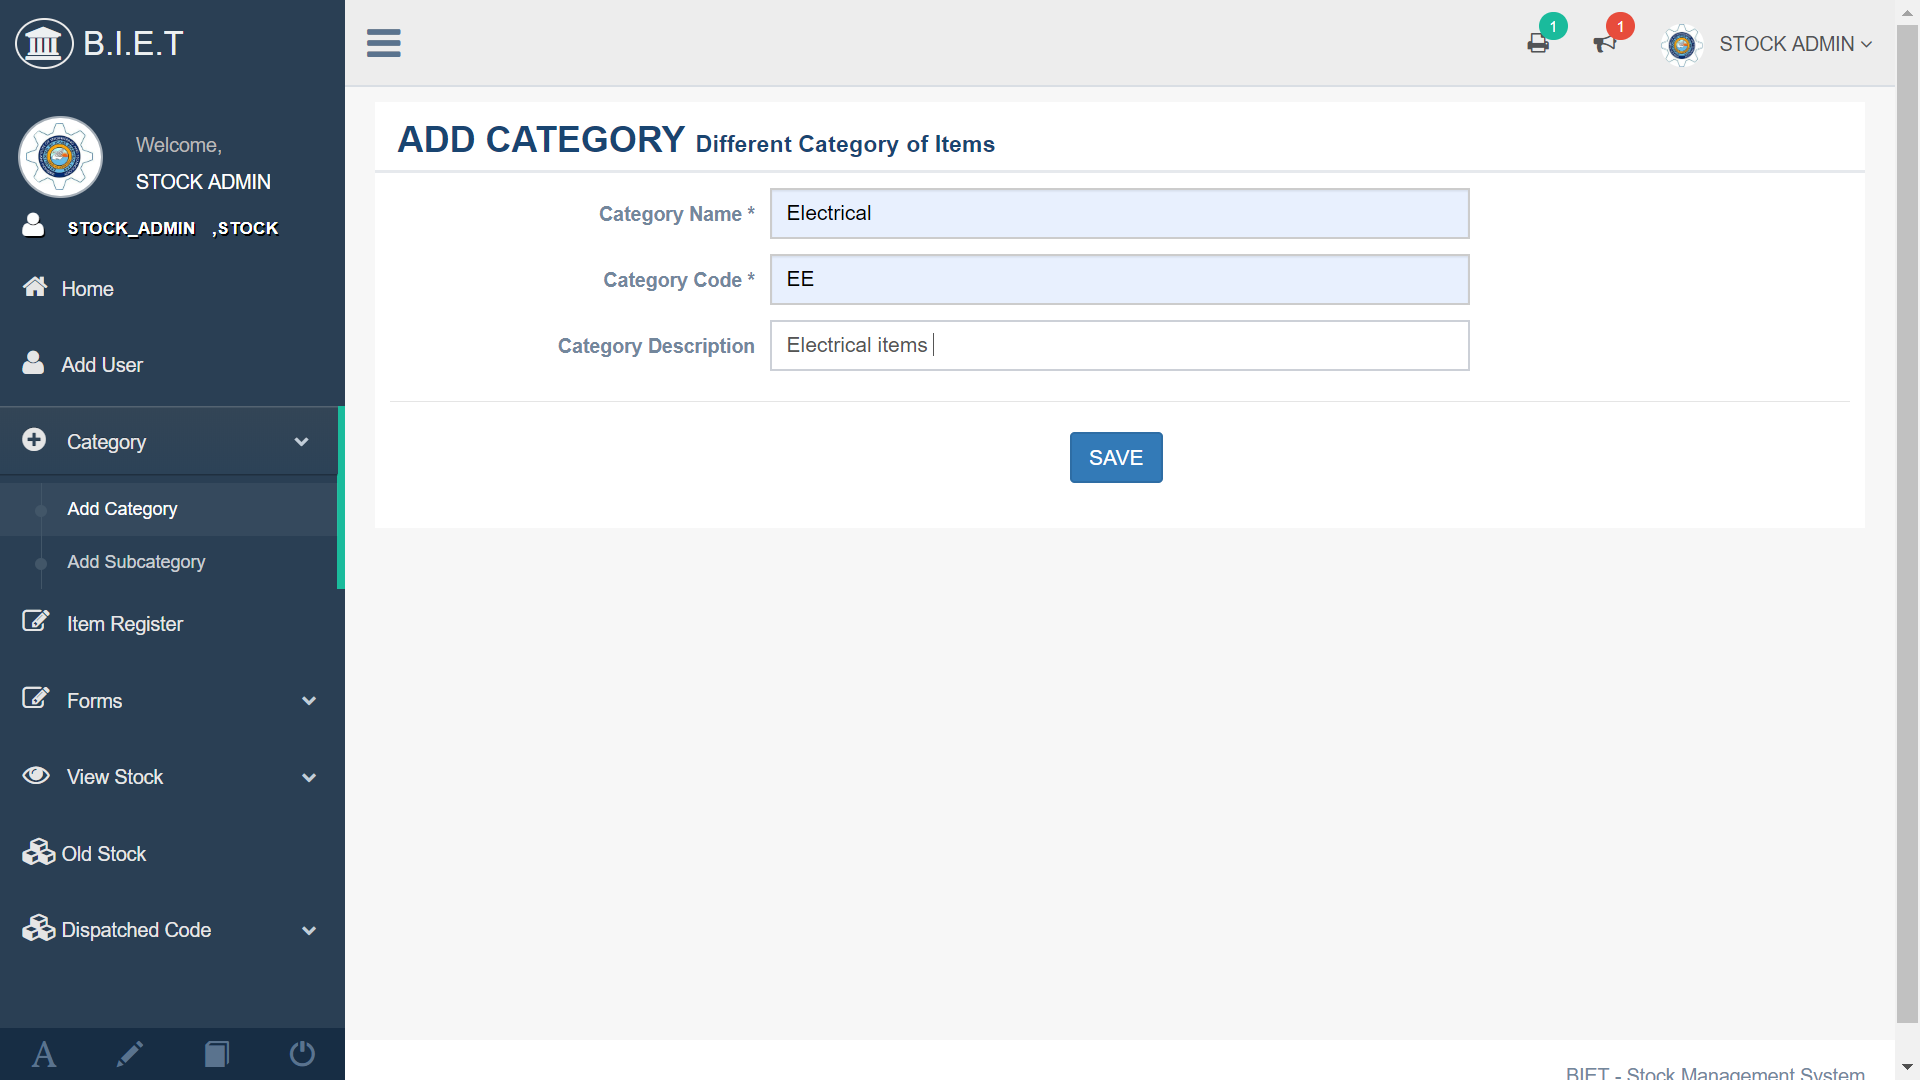 B.I.E.T
1
1
STOCK ADMIN
Welcome,
STOCK ADMIN
STOCK_ADMIN ,STOCK
Home
Add User
Category
Add Category
Add Subcategory
Item Register
Forms
View Stock
Old Stock
Dispatched Code
ADD CATEGORY Different Category of Items
Category Name * Electrical
Category Code * EE
Category Description Electrical items
SAVE
BIET - Stock Management System